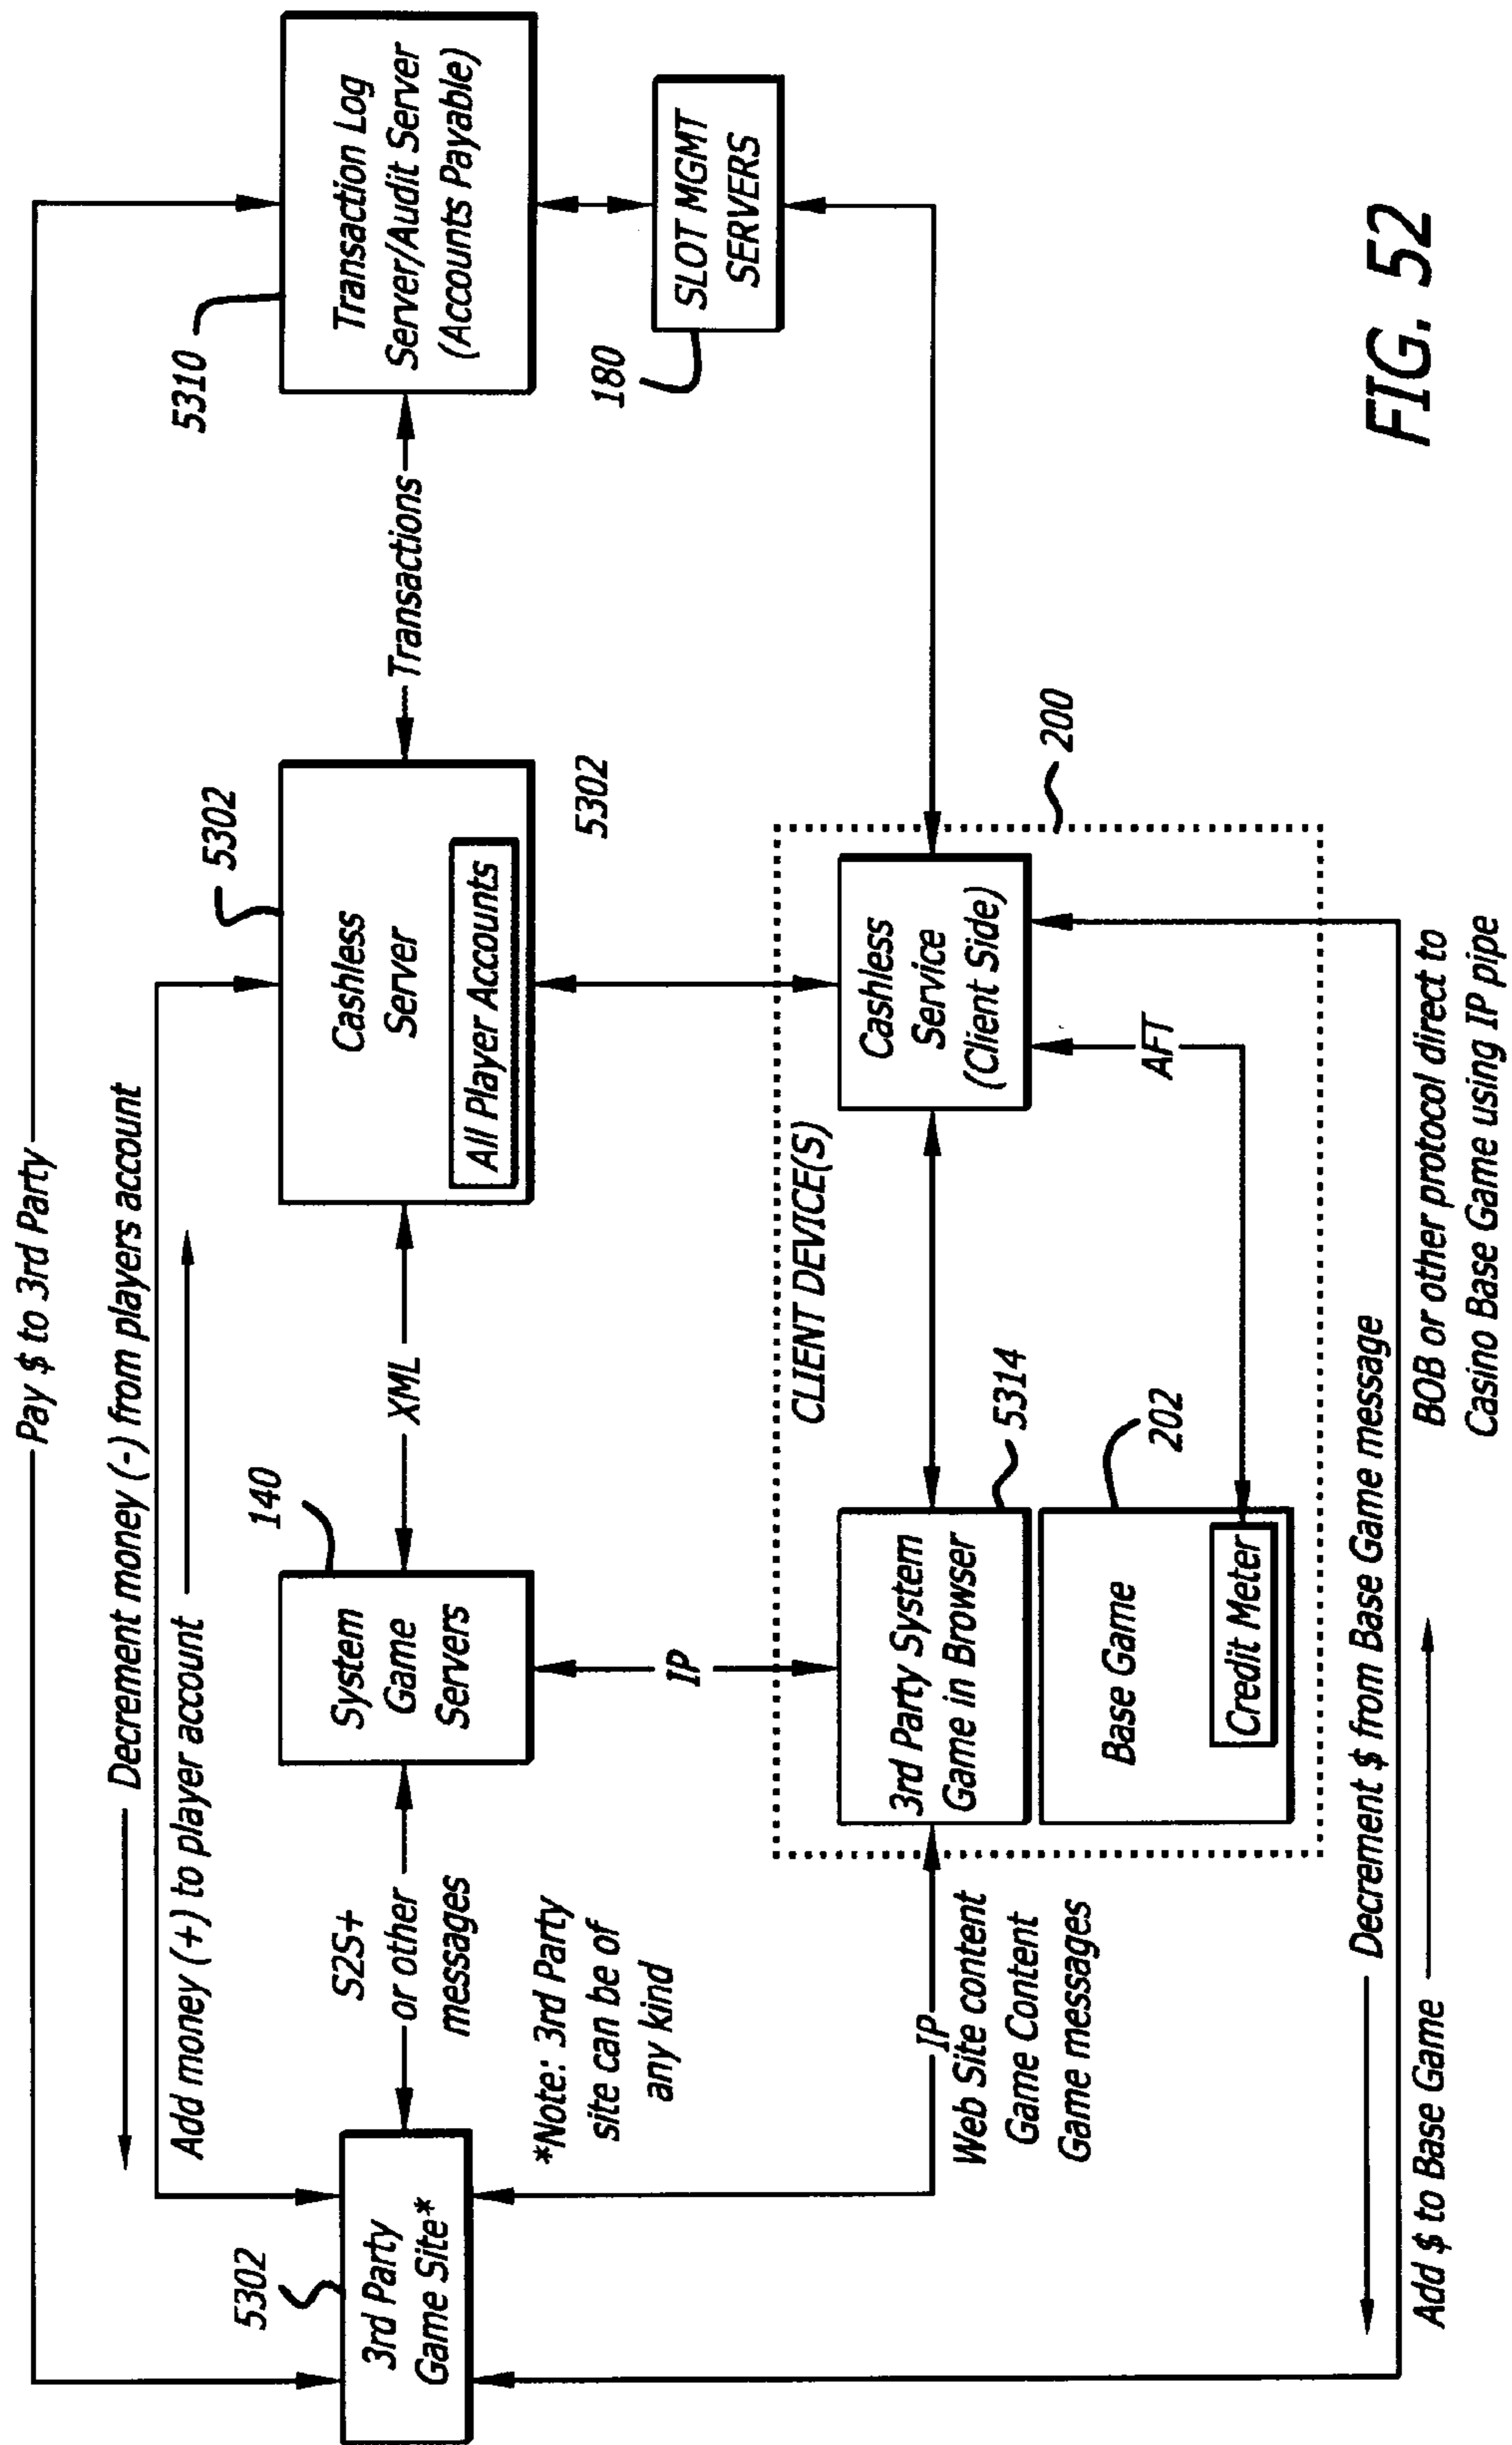 Pay $ to 3rd Party
Decrement money (-) from players account
Add money (+) to player account
5302
3rd Party
Game Site*
S2S+
or other
messages
*Note: 3rd Party
site can be of
any kind
140
System
Game
Servers
XML
5302
Cashless
Server
All Player Accounts
5302
Transactions
5310
Transaction Log
Server/Audit Server
(Accounts Payable)
180
SLOT MGMT
SERVERS
IP
IP
Web Site content
Game Content
Game messages
CLIENT DEVICE(S)
200
3rd Party System
Game in Browser
5314
Base Game
Credit Meter
202
Cashless
Service
(Client Side)
AFT
Decrement $ from Base Game message
Add $ to Base Game
BOB or other protocol direct to
Casino Base Game using IP pipe
FIG. 52